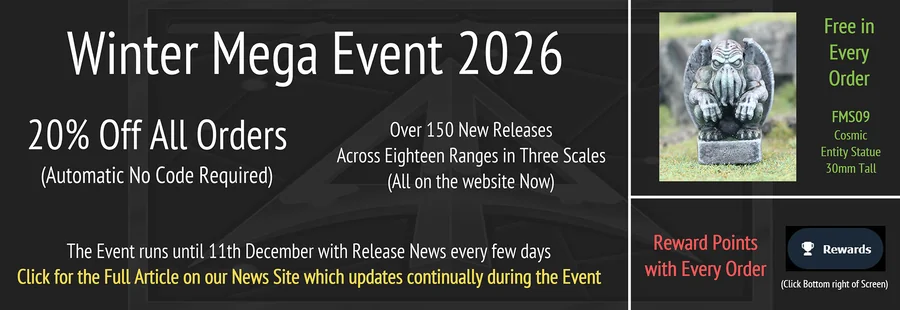 Winter Mega Event 2026
20% Off All Orders
(Automatic No Code Required)
Over 150 New Releases
Across Eighteen Ranges in Three Scales
(All on the website Now)
The Event runs until 11th December with Release News every few days
Click for the Full Article on our News Site which updates continually during the Event
Free in
Every
Order
FMS09
Cosmic
Entity Statue
30mm Tall
Reward Points
with Every Order
Rewards
(Click Bottom right of Screen)